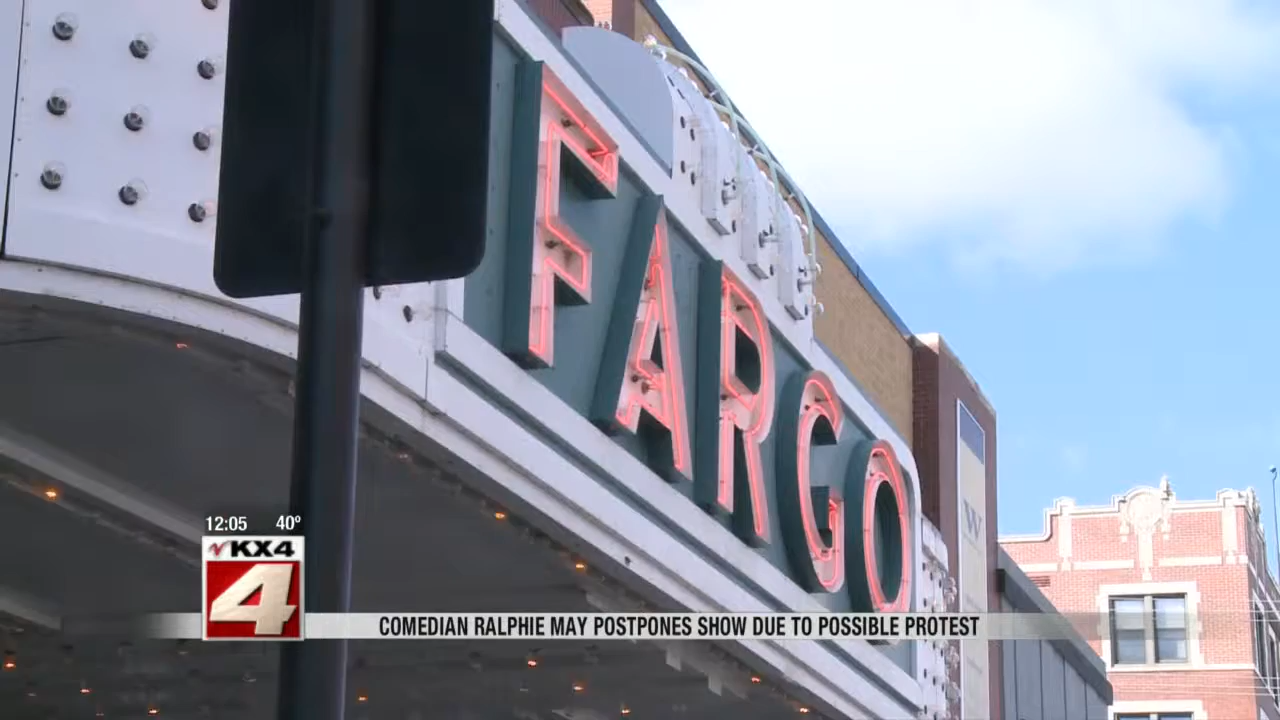 FARGO
W
12:05 40°
KX4
4
COMEDIAN RALPHIE MAY POSTPONES SHOW DUE TO POSSIBLE PROTEST